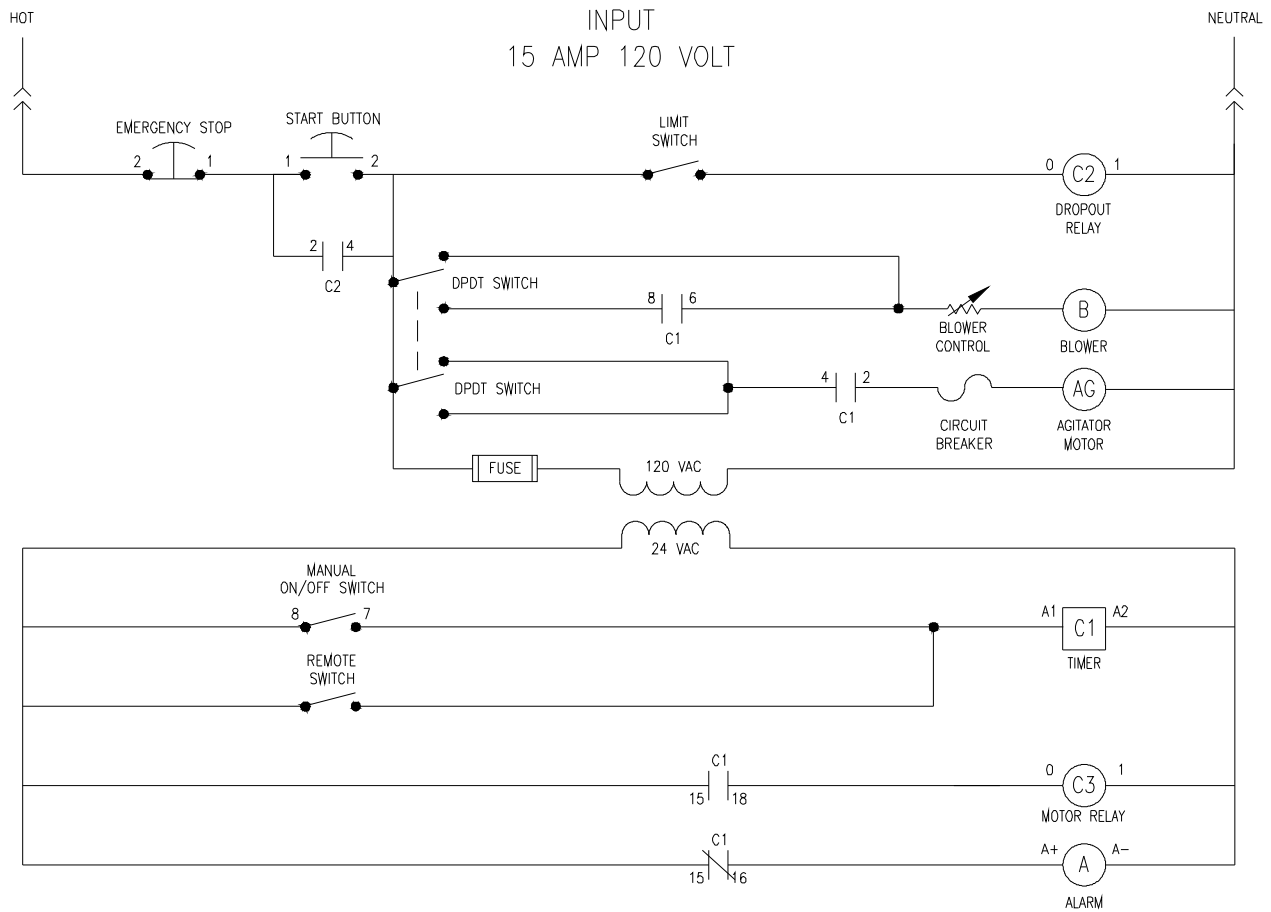 HOT
INPUT
NEUTRAL
15 AMP 120 VOLT
EMERGENCY STOP
START BUTTON
LIMIT
SWITCH
2 1
1 2
0 C2 1
DROPOUT
RELAY
2 4
C2
DPDT SWITCH
8 6
C1
BLOWER
CONTROL
B
BLOWER
DPDT SWITCH
4 2
C1
CIRCUIT
BREAKER
AG
AGITATOR
MOTOR
FUSE
120 VAC
24 VAC
MANUAL
ON/OFF SWITCH
8 7
A1 C1 A2
TIMER
REMOTE
SWITCH
C1
15 18
0 C3 1
MOTOR RELAY
C1
15 16
A+ A A-
ALARM